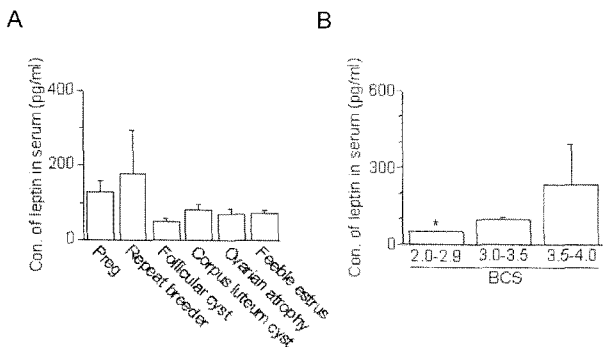 A
Con. of leptin in serum (pg/ml)
400
200
0
Preg
Repeat breeder
Follicular cyst
Corpus luteum cyst
Ovarian atrophy
Feeble estrus
B
Con. of leptin in serum (pg/ml)
600
300
0
*
2.0-2.9 3.0-3.5 3.5-4.0
BCS